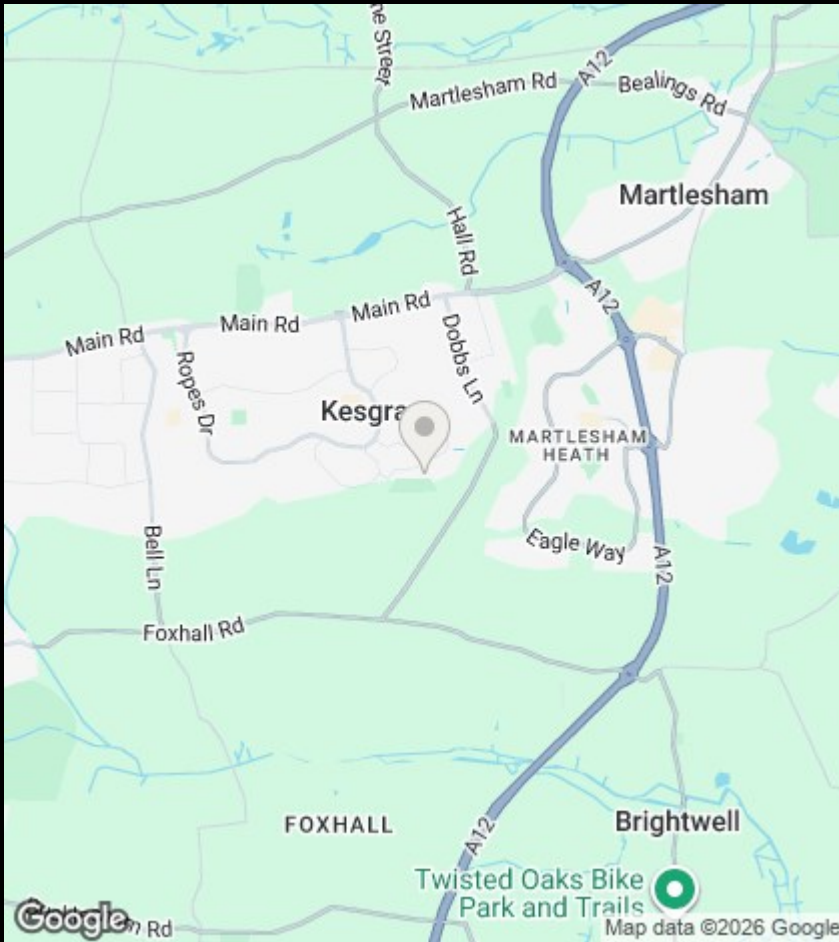 Martlesham Rd
A12
Bealings Rd
Martlesham
Hall Rd
A12
Main Rd
Main Rd
Main Rd
Dobbs Ln
Ropes Dr
MARTLESHAM
HEATH
Bell Ln
Eagle Way
A12
Foxhall Rd
FOXHALL
A12
Brightwell
Twisted Oaks Bike
Park and Trails
Google
Rd
Map data ©2026 Google